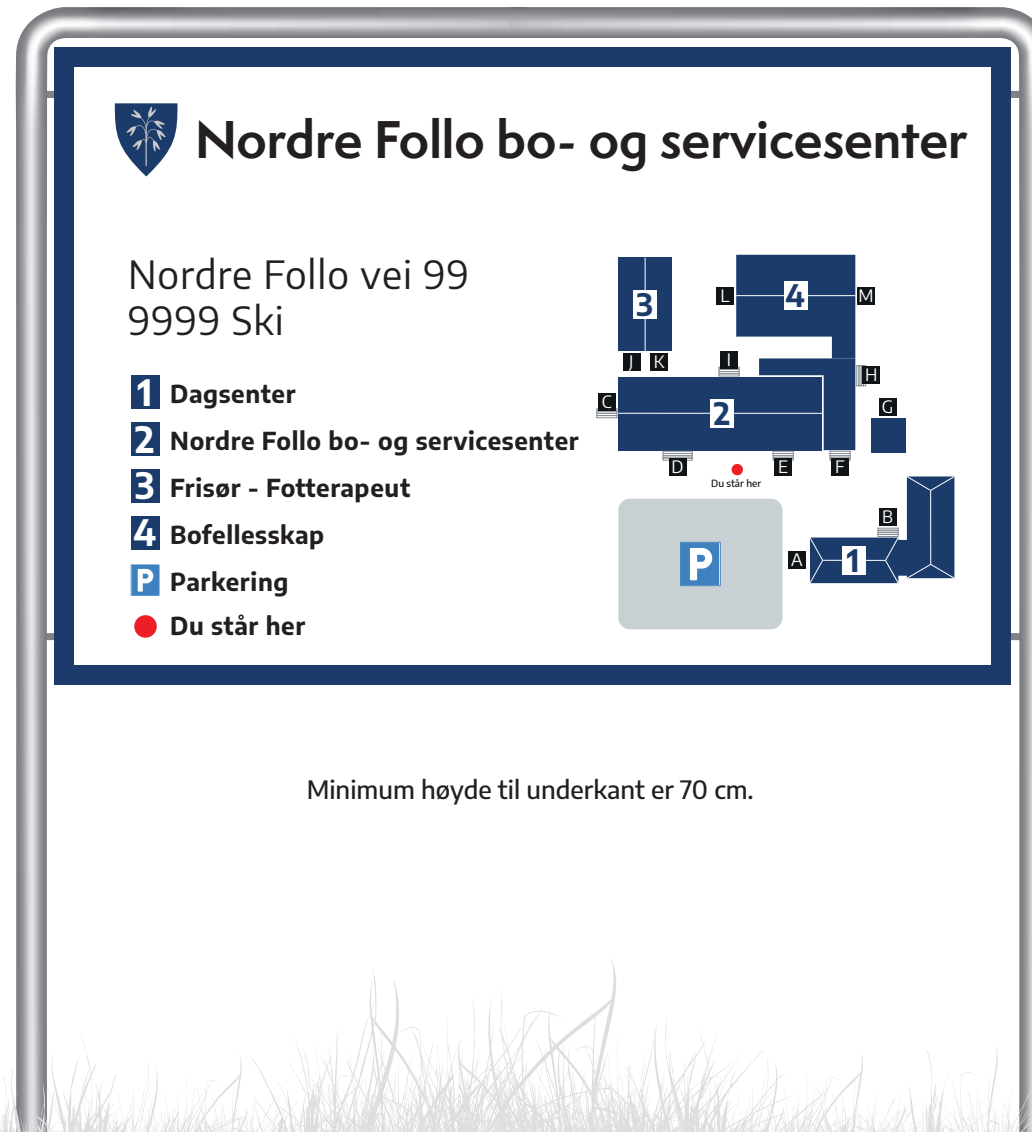 Nordre Follo bo- og servicesenter
Nordre Follo vei 99
9999 Ski
1 Dagsenter
2 Nordre Follo bo- og servicesenter
3 Frisør - Fotterapeut
4 Bofellesskap
P Parkering
Du står her
3
J K
L 4 M
I
H
C
2
G
D
E
F
Du står her
P
B
A
1
Minimum høyde til underkant er 70 cm.